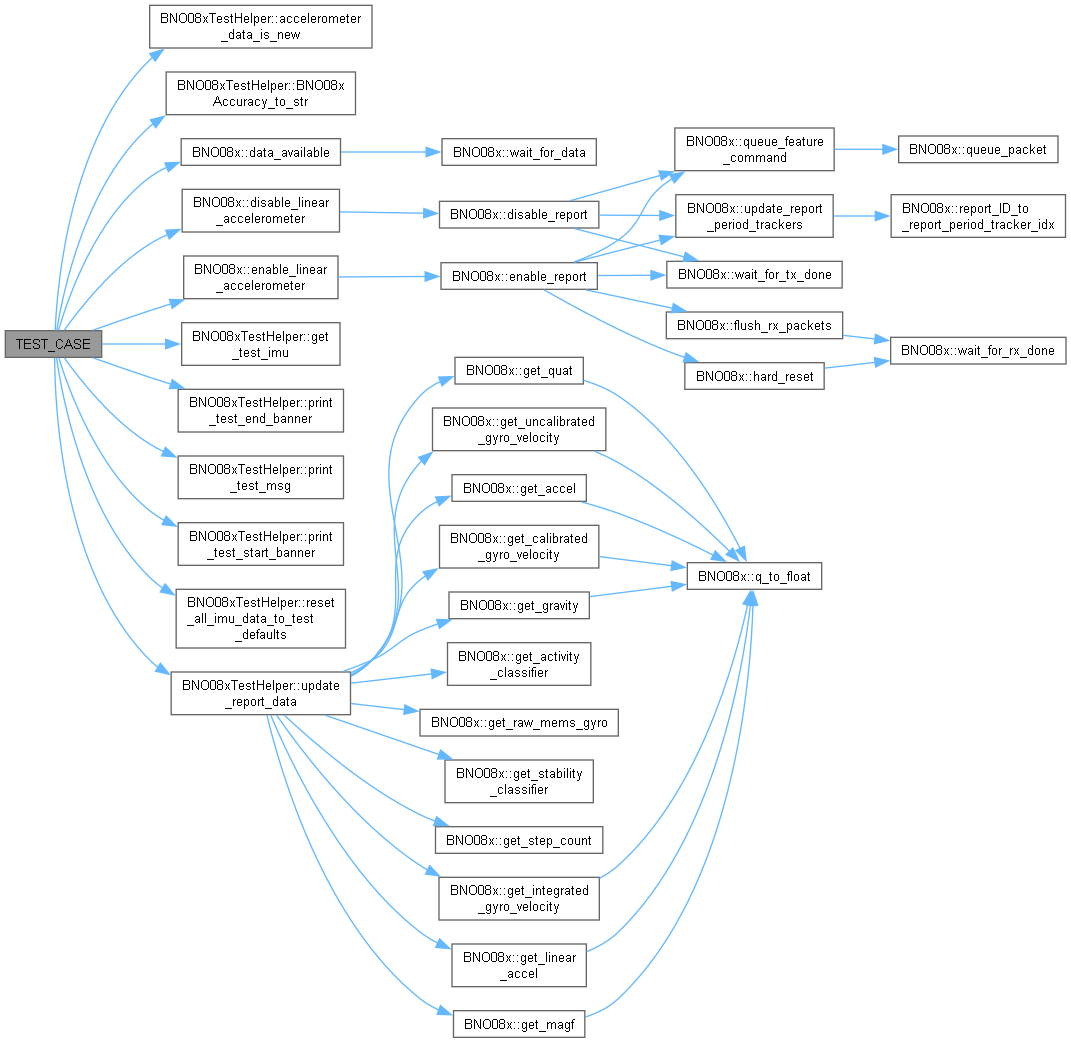 TEST_CASE
BNO08xTestHelper::accelerometer
_data_is_new
BNO08xTestHelper::BNO08x
Accuracy_to_str
BNO08x::data_available
BNO08x::wait_for_data
BNO08x::disable_linear
_accelerometer
BNO08x::disable_report
BNO08x::queue_feature
_command
BNO08x::queue_packet
BNO08x::update_report
_period_trackers
BNO08x::report_ID_to
_report_period_tracker_idx
BNO08x::wait_for_tx_done
BNO08x::enable_linear
_accelerometer
BNO08x::enable_report
BNO08x::flush_rx_packets
BNO08x::wait_for_rx_done
BNO08x::hard_reset
BNO08xTestHelper::get
_test_imu
BNO08xTestHelper::print
_test_end_banner
BNO08xTestHelper::print
_test_msg
BNO08xTestHelper::print
_test_start_banner
BNO08xTestHelper::reset
_all_imu_data_to_test
_defaults
BNO08xTestHelper::update
_report_data
BNO08x::get_quat
BNO08x::get_uncalibrated
_gyro_velocity
BNO08x::get_accel
BNO08x::get_calibrated
_gyro_velocity
BNO08x::q_to_float
BNO08x::get_gravity
BNO08x::get_activity
_classifier
BNO08x::get_raw_mems_gyro
BNO08x::get_stability
_classifier
BNO08x::get_step_count
BNO08x::get_integrated
_gyro_velocity
BNO08x::get_linear
_accel
BNO08x::get_magf